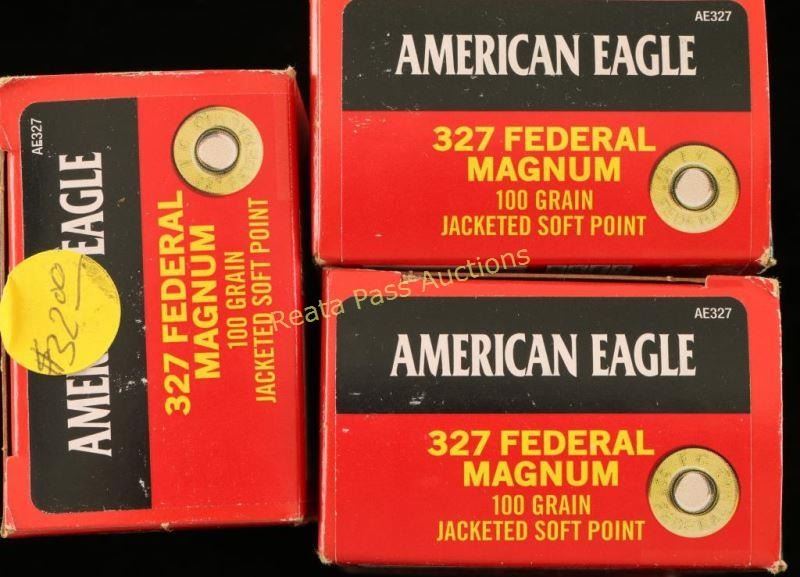 AE327
AMERICAN EAGLE
327 FEDERAL
MAGNUM
100 GRAIN
JACKETED SOFT POINT
AE327
AMERICAN EAGLE
327 FEDERAL
MAGNUM
100 GRAIN
JACKETED SOFT POINT
AE327
AMERICAN EAGLE
327 FEDERAL
MAGNUM
100 GRAIN
JACKETED SOFT POINT
$32.00
Reata Pass Auctions